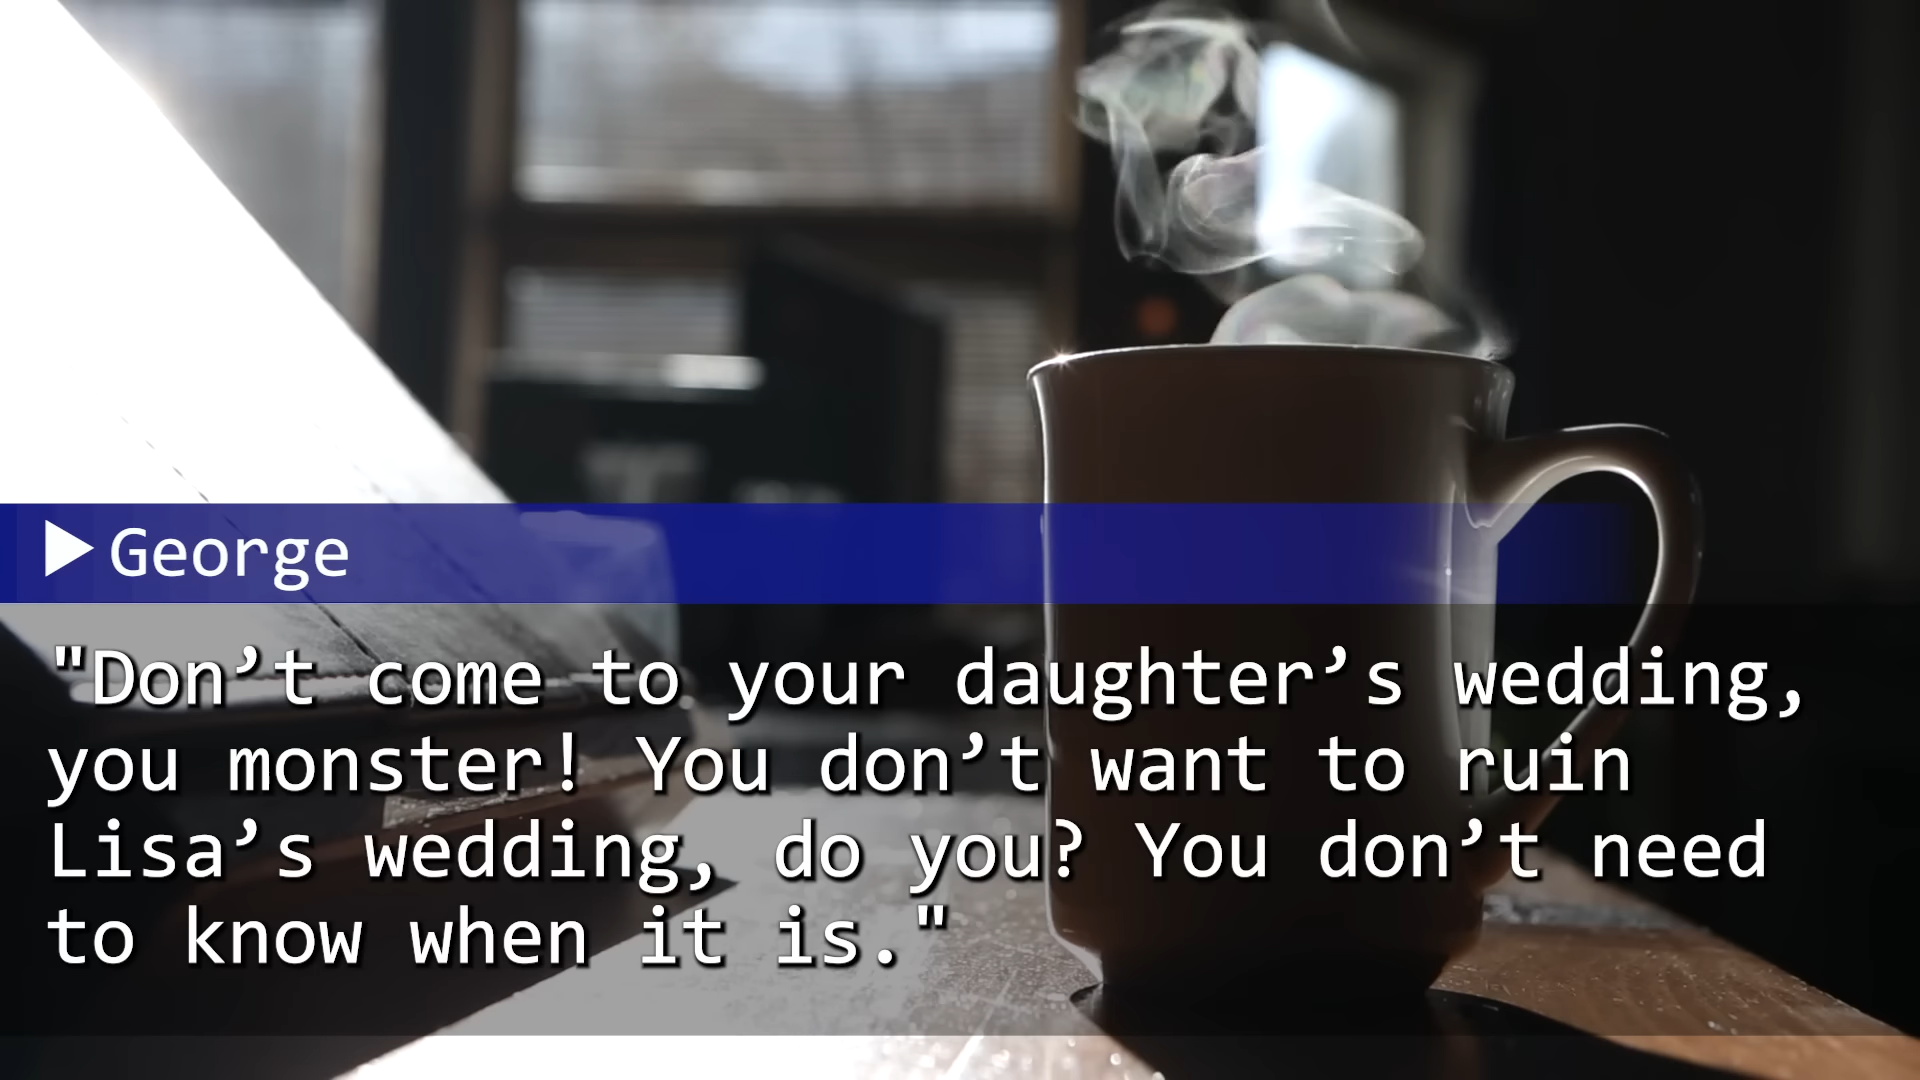 George
"Don’t come to your daughter’s wedding,
you monster! You don’t want to ruin
Lisa’s wedding, do you? You don’t need
to know when it is."